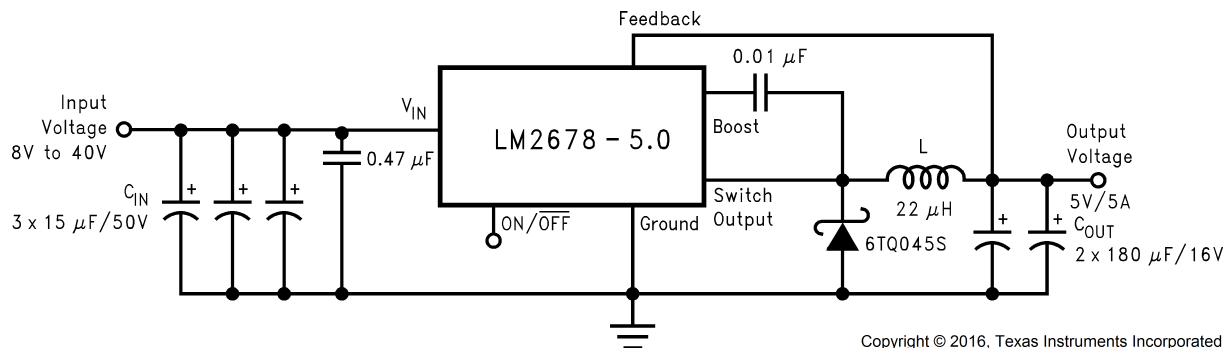 Feedback
0.01 μF
Input
Voltage
8V to 40V
V_IN
LM2678 - 5.0
Boost
L
Output
Voltage
0.47 μF
C_IN
3 x 15 μF/50V
+
+
+
ON/O̅F̅F̅
Ground
Switch
Output
22 μH
5V/5A
6TQ045S
+
+
C_OUT
2 x 180 μF/16V
Copyright © 2016, Texas Instruments Incorporated